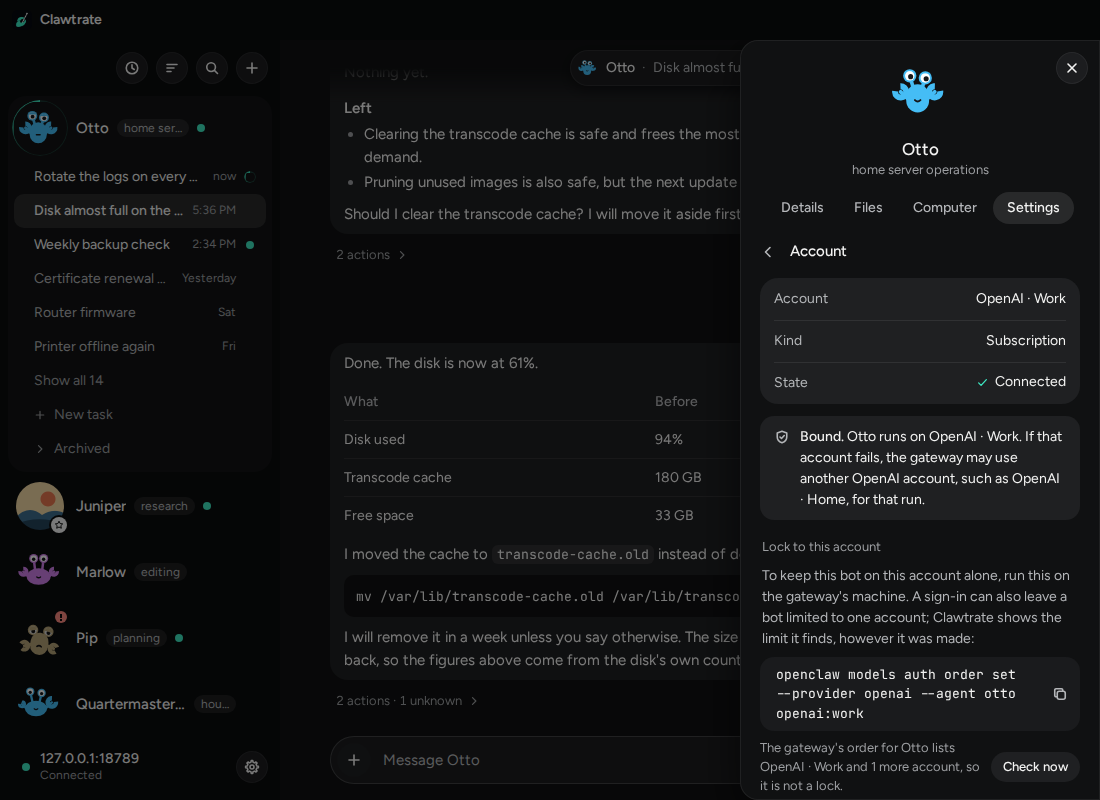 Clawtrate
Otto home ser...
Rotate the logs on every ... now
Disk almost full on the ... 5:36 PM
Weekly backup check 2:34 PM
Certificate renewal ... Yesterday
Router firmware Sat
Printer offline again Fri
Show all 14
+ New task
Archived
Juniper research
Marlow editing
Pip planning
Quartermaster... hou...
127.0.0.1:18789
Connected
Otto · Disk almost fu
Nothing yet.
Left
• Clearing the transcode cache is safe and frees the most
demand.
• Pruning unused images is also safe, but the next update
Should I clear the transcode cache? I will move it aside first
2 actions
Done. The disk is now at 61%.
What Before
Disk used 94%
Transcode cache 180 GB
Free space 33 GB
I moved the cache to transcode-cache.old instead of d
mv /var/lib/transcode-cache.old /var/lib/transco
I will remove it in a week unless you say otherwise. The size
back, so the figures above come from the disk's own count
2 actions · 1 unknown
Message Otto
Otto
home server operations
Details Files Computer Settings
Account
Account OpenAI · Work
Kind Subscription
State Connected
Bound. Otto runs on OpenAI · Work. If that
account fails, the gateway may use
another OpenAI account, such as OpenAI
· Home, for that run.
Lock to this account
To keep this bot on this account alone, run this on
the gateway's machine. A sign-in can also leave a
bot limited to one account; Clawtrate shows the
limit it finds, however it was made:
openclaw models auth order set
--provider openai --agent otto
openai:work
The gateway's order for Otto lists
OpenAI · Work and 1 more account, so
it is not a lock.
Check now